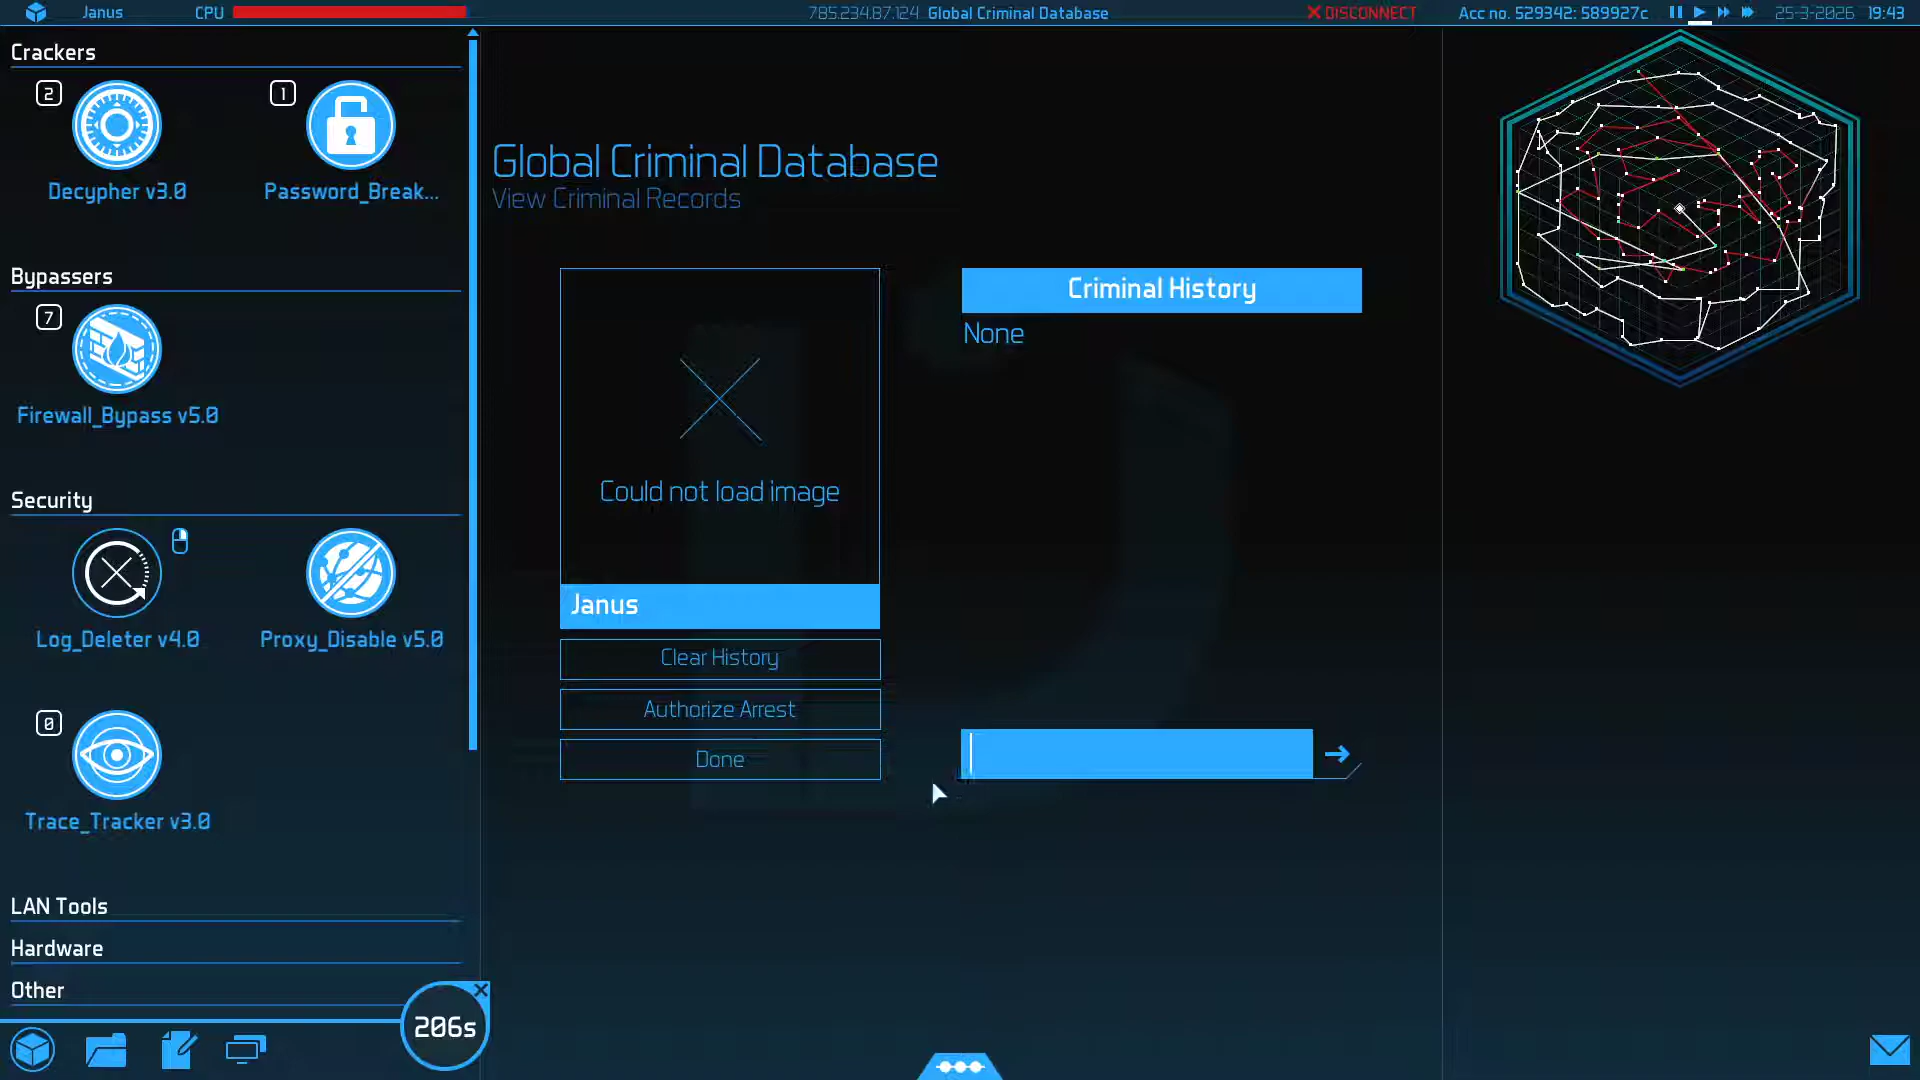 Janus
CPU
785.234.87.124 Global Criminal Database
DISCONNECT
Acc no. 529342: 589927c
25-3-2026 19:43
Crackers
2
1
Decypher v3.0
Password_Break...
Bypassers
7
Firewall_Bypass v5.0
Security
Log_Deleter v4.0
Proxy_Disable v5.0
0
Trace_Tracker v3.0
LAN Tools
Hardware
Other
206s
Global Criminal Database
View Criminal Records
Could not load image
Janus
Clear History
Authorize Arrest
Done
Criminal History
None